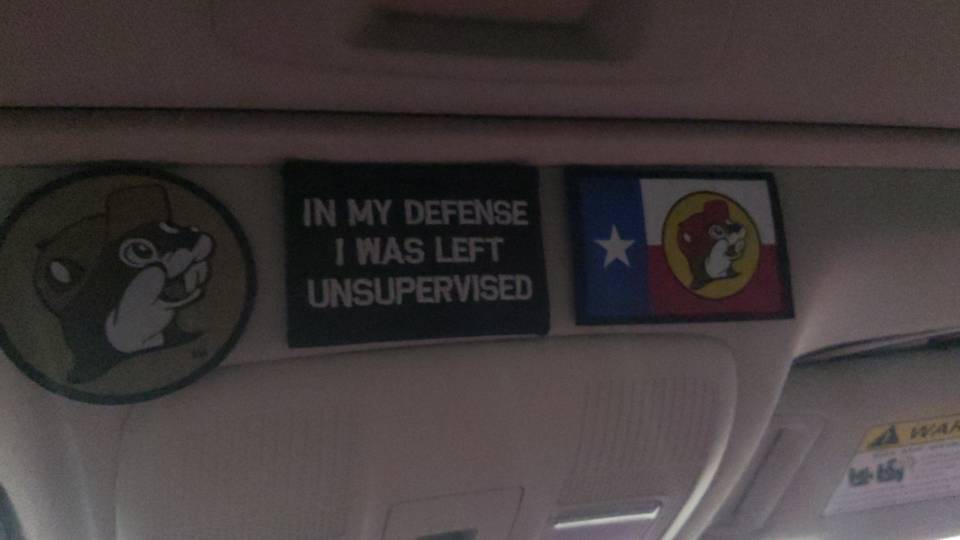 IN MY DEFENSE
I WAS LEFT
UNSUPERVISED